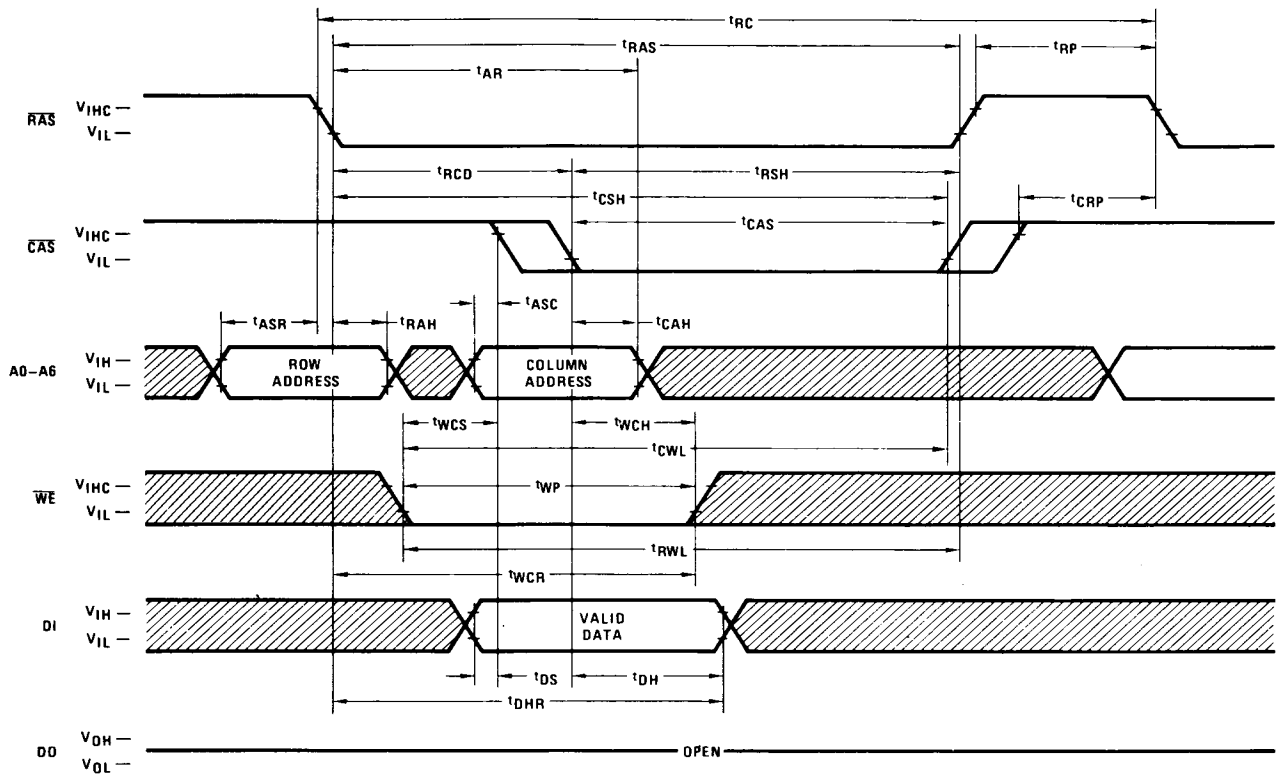 tRC
tRAS
tRP
tAR
RAS VIHC
VIL
tRCD
tRSH
tCSH
tCRP
tCAS
CAS VIHC
VIL
tASC
tASR
tRAH
tCAH
A0–A6 VIH
VIL
ROW
ADDRESS
COLUMN
ADDRESS
tWCS
tWCH
tCWL
WE VIHC
VIL
tWP
tRWL
tWCR
DI VIH
VIL
VALID
DATA
tDS
tDH
tDHR
DO VOH
VOL
OPEN